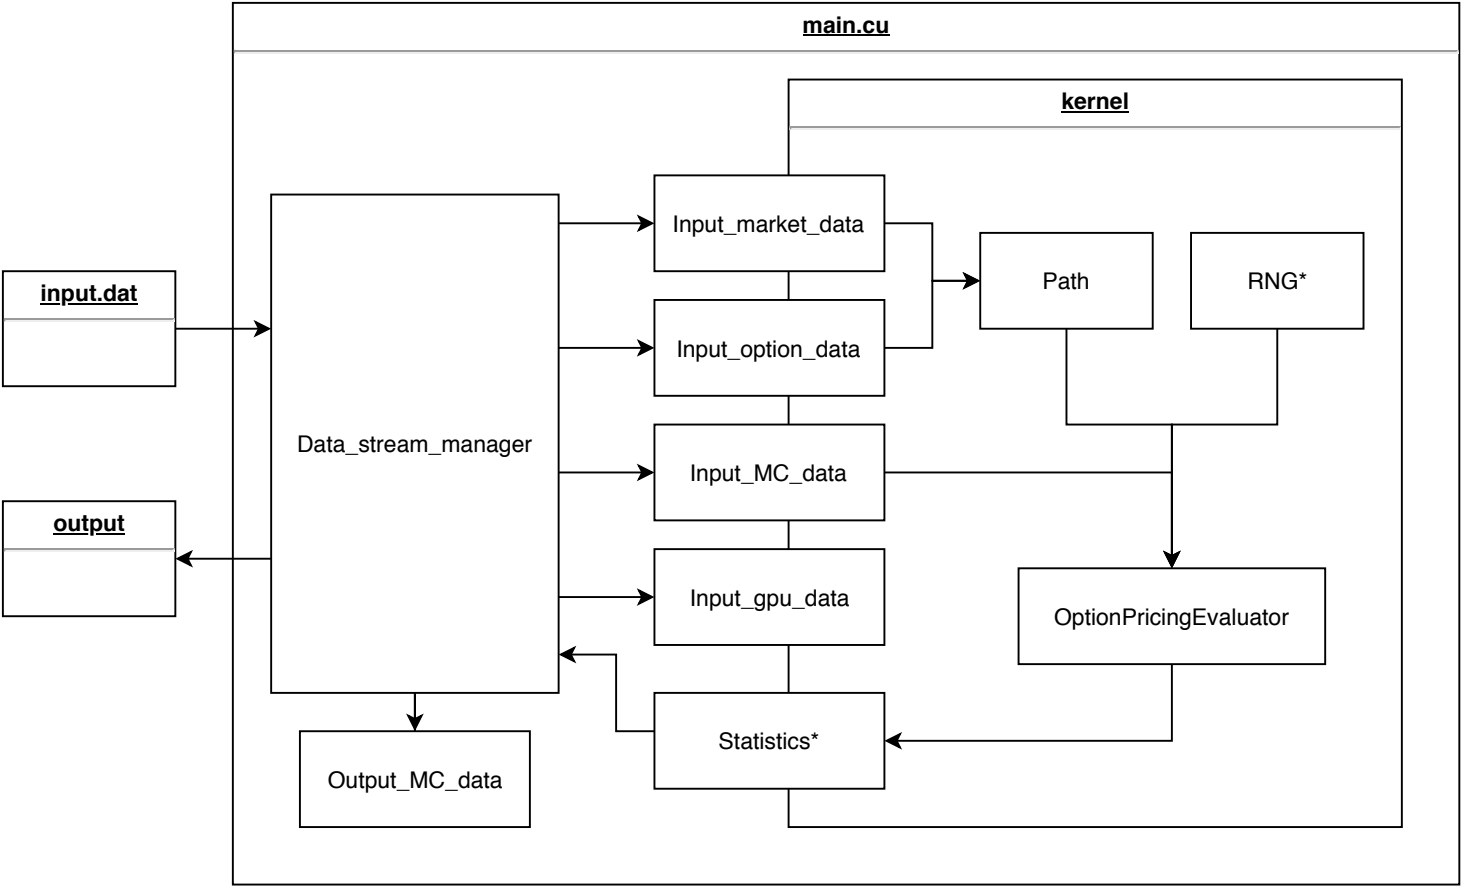 main.cu
kernel
Input_market_data
Path
RNG*
input.dat
Input_option_data
Data_stream_manager
Input_MC_data
output
Input_gpu_data
OptionPricingEvaluator
Statistics*
Output_MC_data